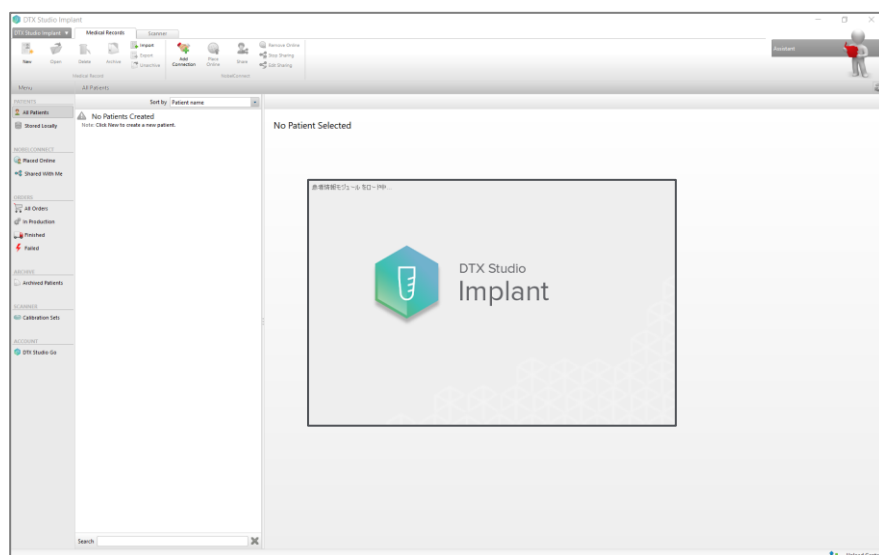 DTX Studio Implant
DTX Studio Implant
Medical Records
Scanner
New
Open
Delete
Archive
Import
Export
Unarchive
Add Connection
Place Online
Share
Remove Online
Stop Sharing
Edit Sharing
Medical Record
NobelConnect
Assistant
Menu
All Patients
PATIENTS
All Patients
Stored Locally
NOBELCONNECT
Placed Online
Shared With Me
ORDERS
All Orders
In Production
Finished
Failed
ARCHIVE
Archived Patients
SCANNER
Calibration Sets
ACCOUNT
DTX Studio Go
Sort by Patient name
No Patients Created
Note: Click New to create a new patient.
Search
No Patient Selected
DTX Studio
Implant